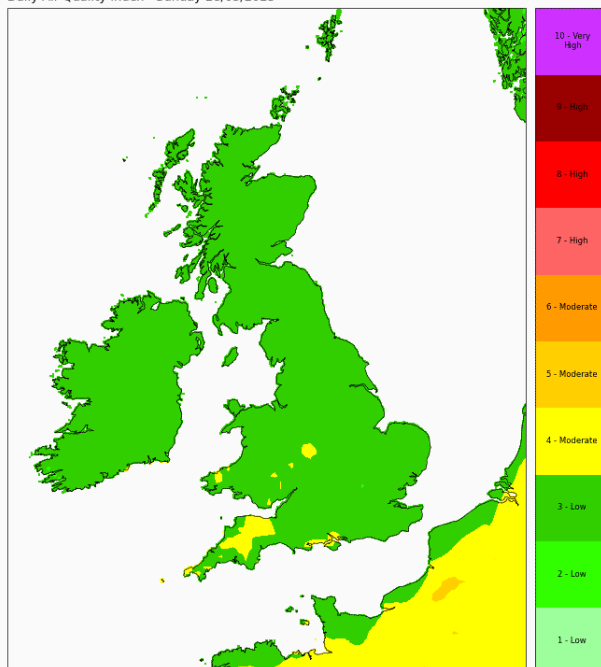 10 - Very
High
9 - High
8 - High
7 - High
6 - Moderate
5 - Moderate
4 - Moderate
3 - Low
2 - Low
1 - Low